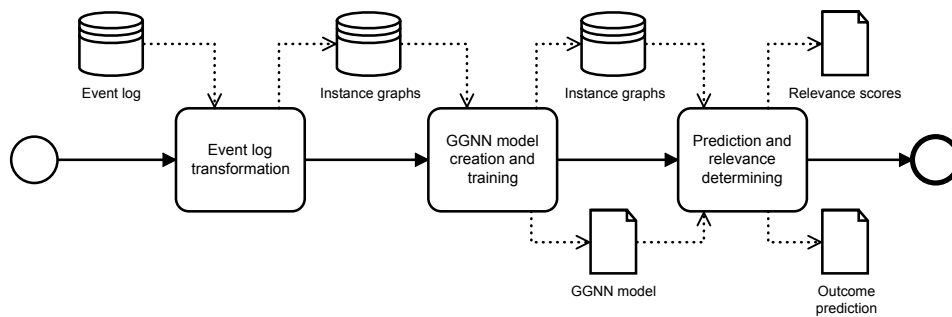 Event log
Instance graphs
Instance graphs
Relevance scores
Event log
transformation
GGNN model
creation and
training
Prediction and
relevance
determining
GGNN model
Outcome
prediction